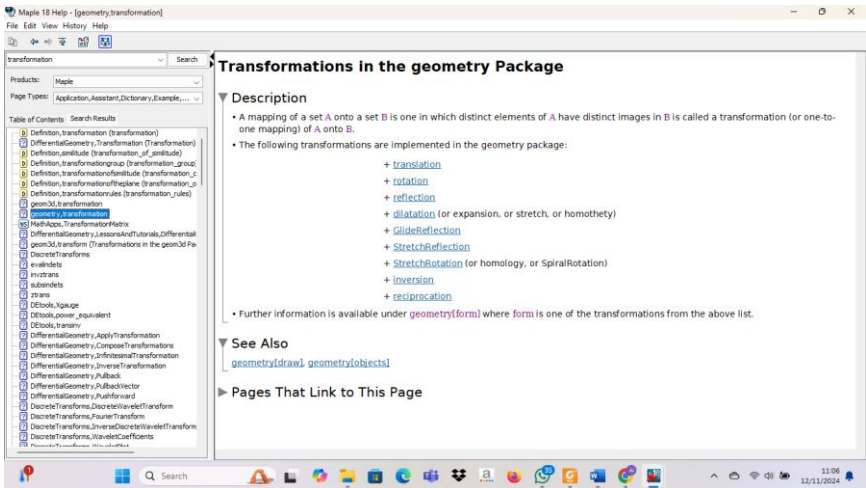 Maple 18 Help - [geometry,transformation]
File Edit View History Help
transformation
Search
Products:
Maple
Page Types:
Application,Assistant,Dictionary,Example,...
Table of Contents
Search Results
Definition,transformation (transformation)
DifferentialGeometry,Transformation (Transformation)
Definition,similitude (transformation_of_similitude)
Definition,transformationgroup (transformation_group)
Definition,transformationofsimilitude (transformation_c
Definition,transformationoftheplane (transformation_o
Definition,transformationrules (transformation_rules)
geom3d,transformation
geometry,transformation
MathApps,TransformationMatrix
DifferentialGeometry,LessonsAndTutorials,Differentiali
geom3d,transform (Transformations in the geom3d Pa
DiscreteTransforms
evalindets
invztrans
subsindets
ztrans
DEtools,Xgauge
DEtools,power_equivalent
DEtools,transinv
DifferentialGeometry,ApplyTransformation
DifferentialGeometry,ComposeTransformations
DifferentialGeometry,InfinitesimalTransformation
DifferentialGeometry,InverseTransformation
DifferentialGeometry,Pullback
DifferentialGeometry,PullbackVector
DifferentialGeometry,Pushforward
DiscreteTransforms,DiscreteWaveletTransform
DiscreteTransforms,FourierTransform
DiscreteTransforms,InverseDiscreteWaveletTransform
DiscreteTransforms,WaveletCoefficients
DiscreteTransforms,WaveletPlot
Transformations in the geometry Package
Description
• A mapping of a set A onto a set B is one in which distinct elements of A have distinct images in B is called a transformation (or one-to-
one mapping) of A onto B.
• The following transformations are implemented in the geometry package:
+ translation
+ rotation
+ reflection
+ dilatation (or expansion, or stretch, or homothety)
+ GlideReflection
+ StretchReflection
+ StretchRotation (or homology, or SpiralRotation)
+ inversion
+ reciprocation
• Further information is available under geometry[form] where form is one of the transformations from the above list.
See Also
geometry[draw], geometry[objects]
Pages That Link to This Page
Search
35
11:06
12/11/2024